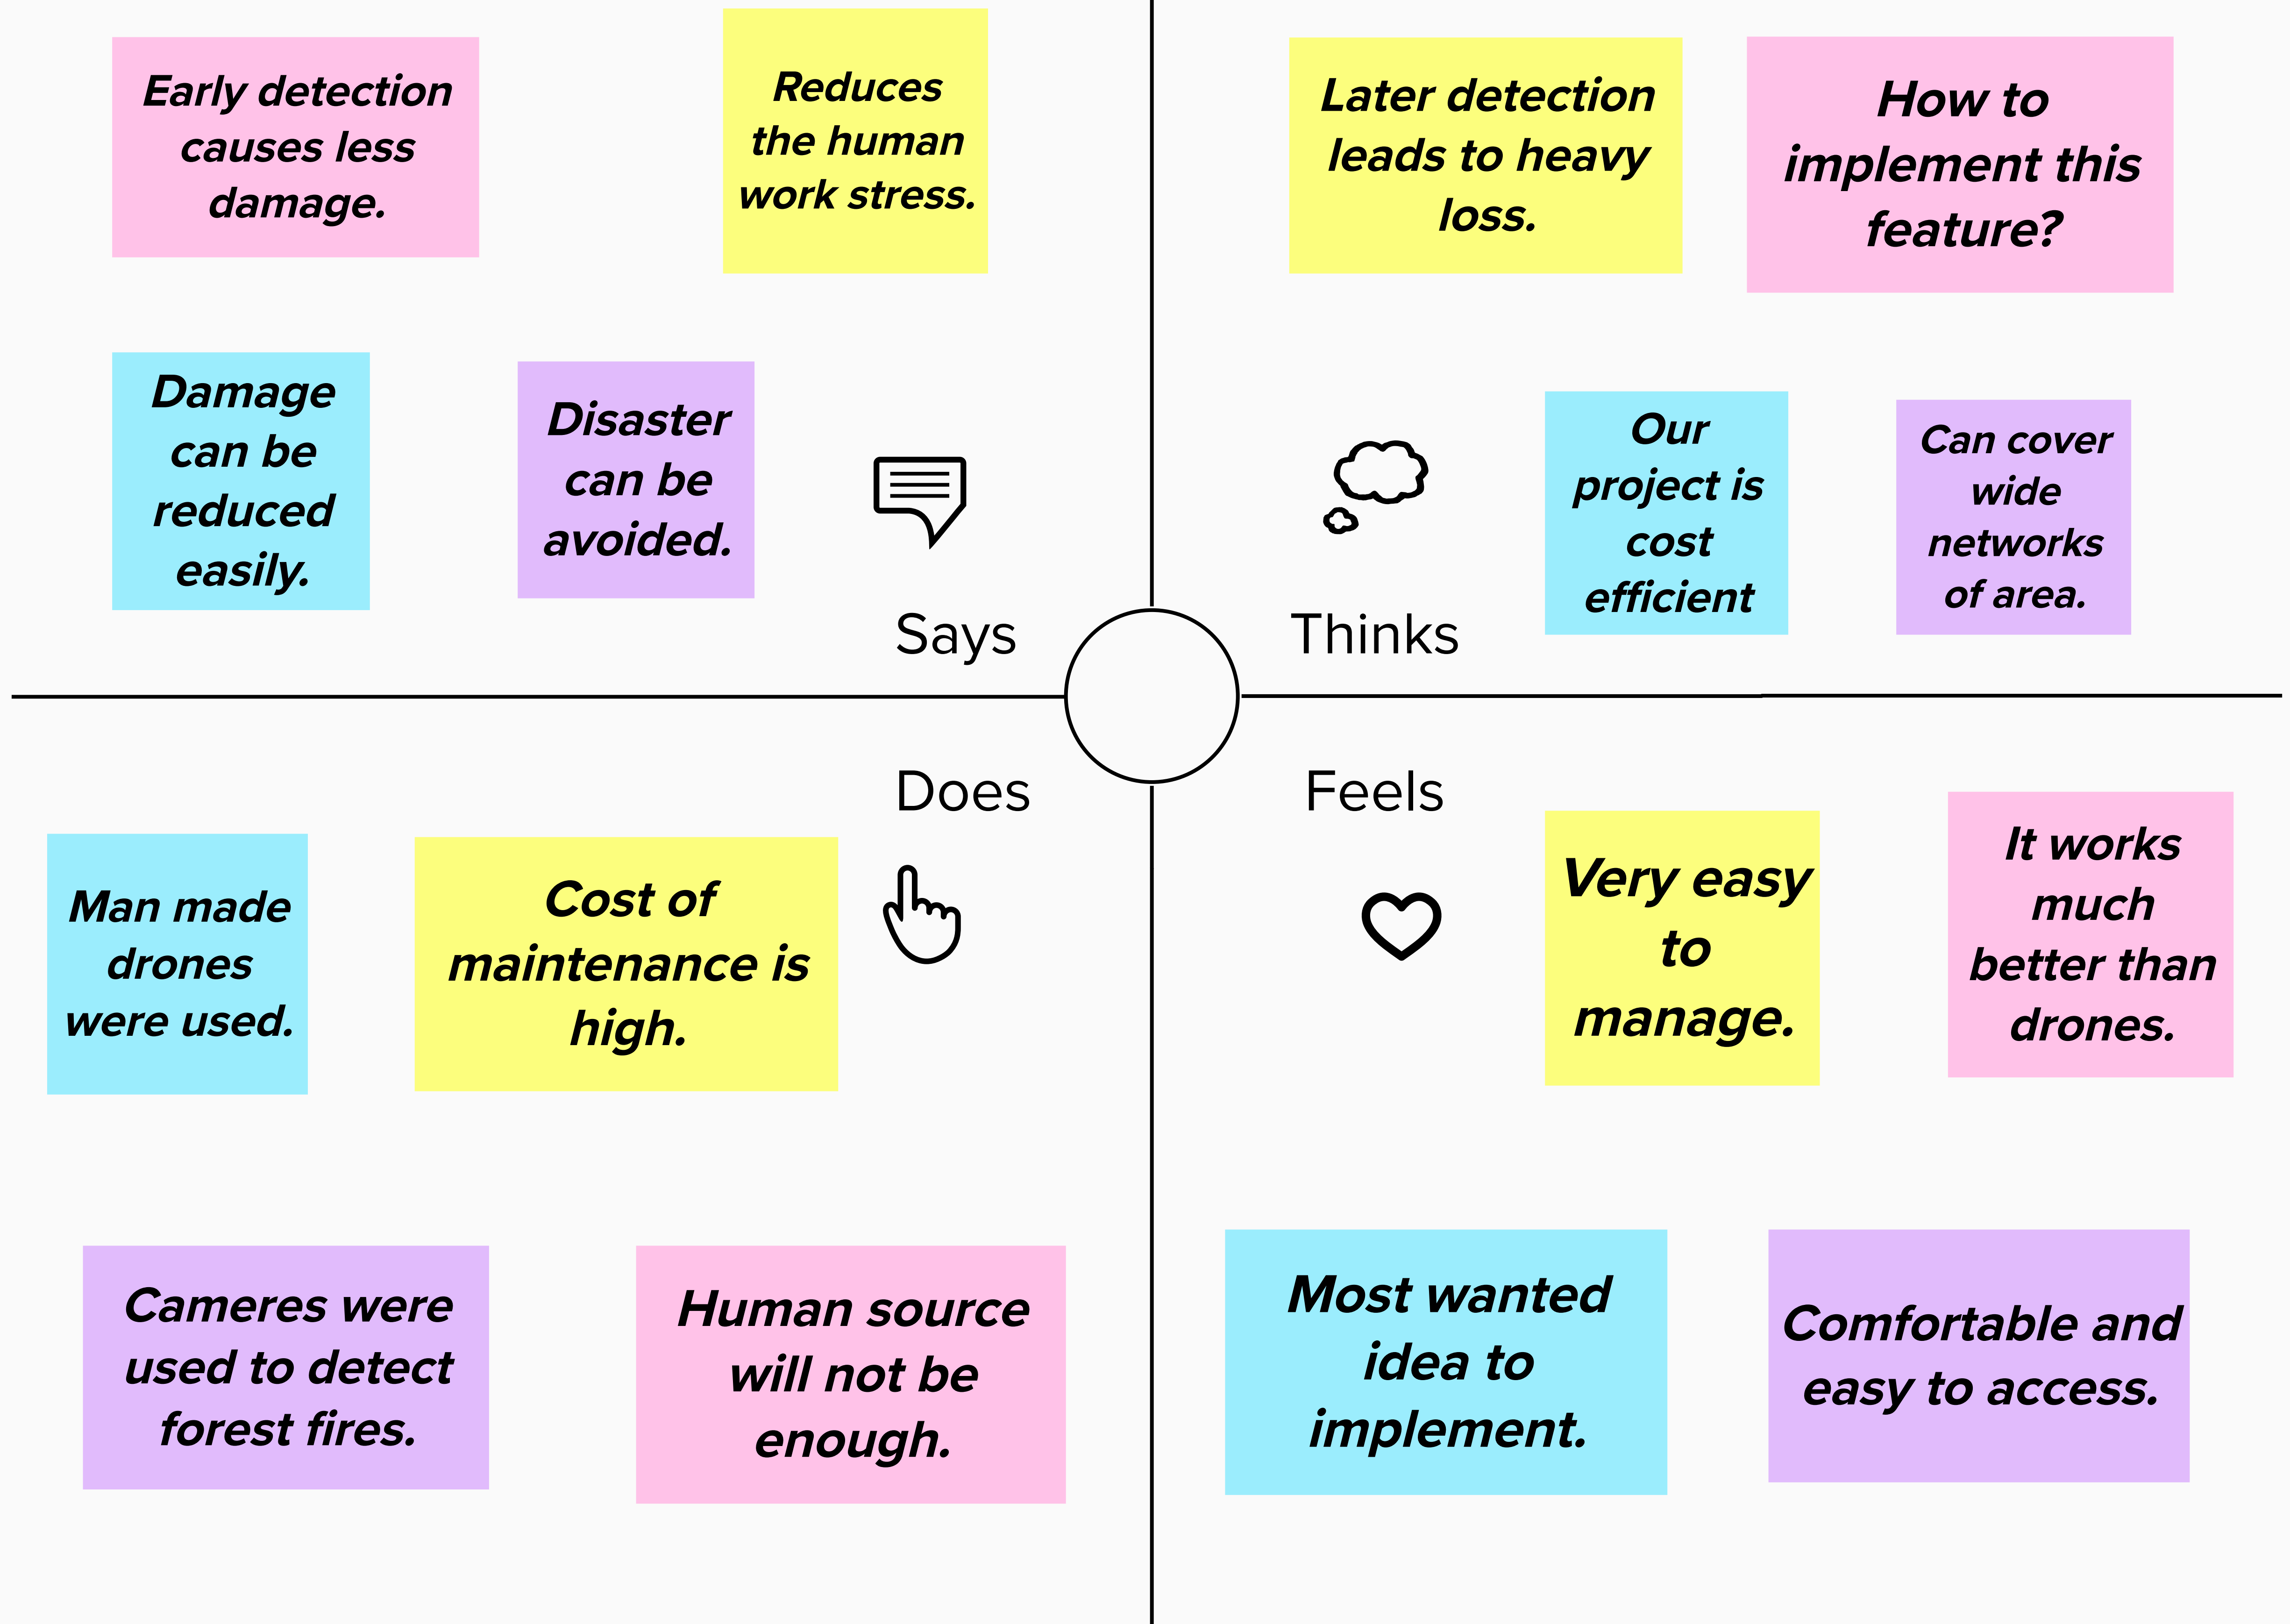 Early detection
causes less
damage.
Reduces
the human
work stress.
Damage
can be
reduced
easily.
Disaster
can be
avoided.
Says
Later detection
leads to heavy
loss.
How to
implement this
feature?
Our
project is
cost
efficient
Can cover
wide
networks
of area.
Thinks
Does
Man made
drones
were used.
Cost of
maintenance is
high.
Cameres were
used to detect
forest fires.
Human source
will not be
enough.
Feels
Very easy
to
manage.
It works
much
better than
drones.
Most wanted
idea to
implement.
Comfortable and
easy to access.